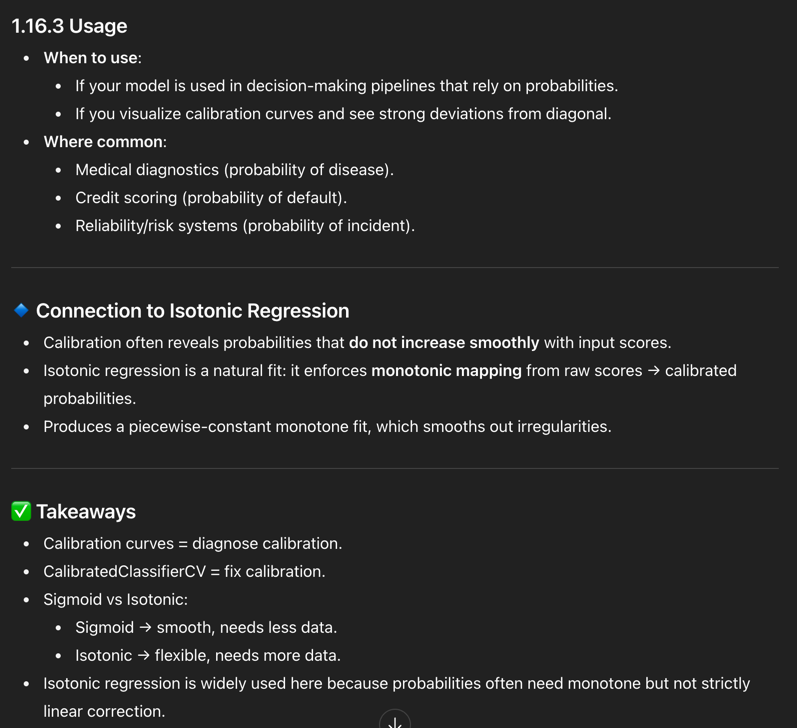 1.16.3 Usage
• When to use:
• If your model is used in decision-making pipelines that rely on probabilities.
• If you visualize calibration curves and see strong deviations from diagonal.
• Where common:
• Medical diagnostics (probability of disease).
• Credit scoring (probability of default).
• Reliability/risk systems (probability of incident).
🔹 Connection to Isotonic Regression
• Calibration often reveals probabilities that do not increase smoothly with input scores.
• Isotonic regression is a natural fit: it enforces monotonic mapping from raw scores → calibrated
probabilities.
• Produces a piecewise-constant monotone fit, which smooths out irregularities.
✅ Takeaways
• Calibration curves = diagnose calibration.
• CalibratedClassifierCV = fix calibration.
• Sigmoid vs Isotonic:
• Sigmoid → smooth, needs less data.
• Isotonic → flexible, needs more data.
• Isotonic regression is widely used here because probabilities often need monotone but not strictly
linear correction.